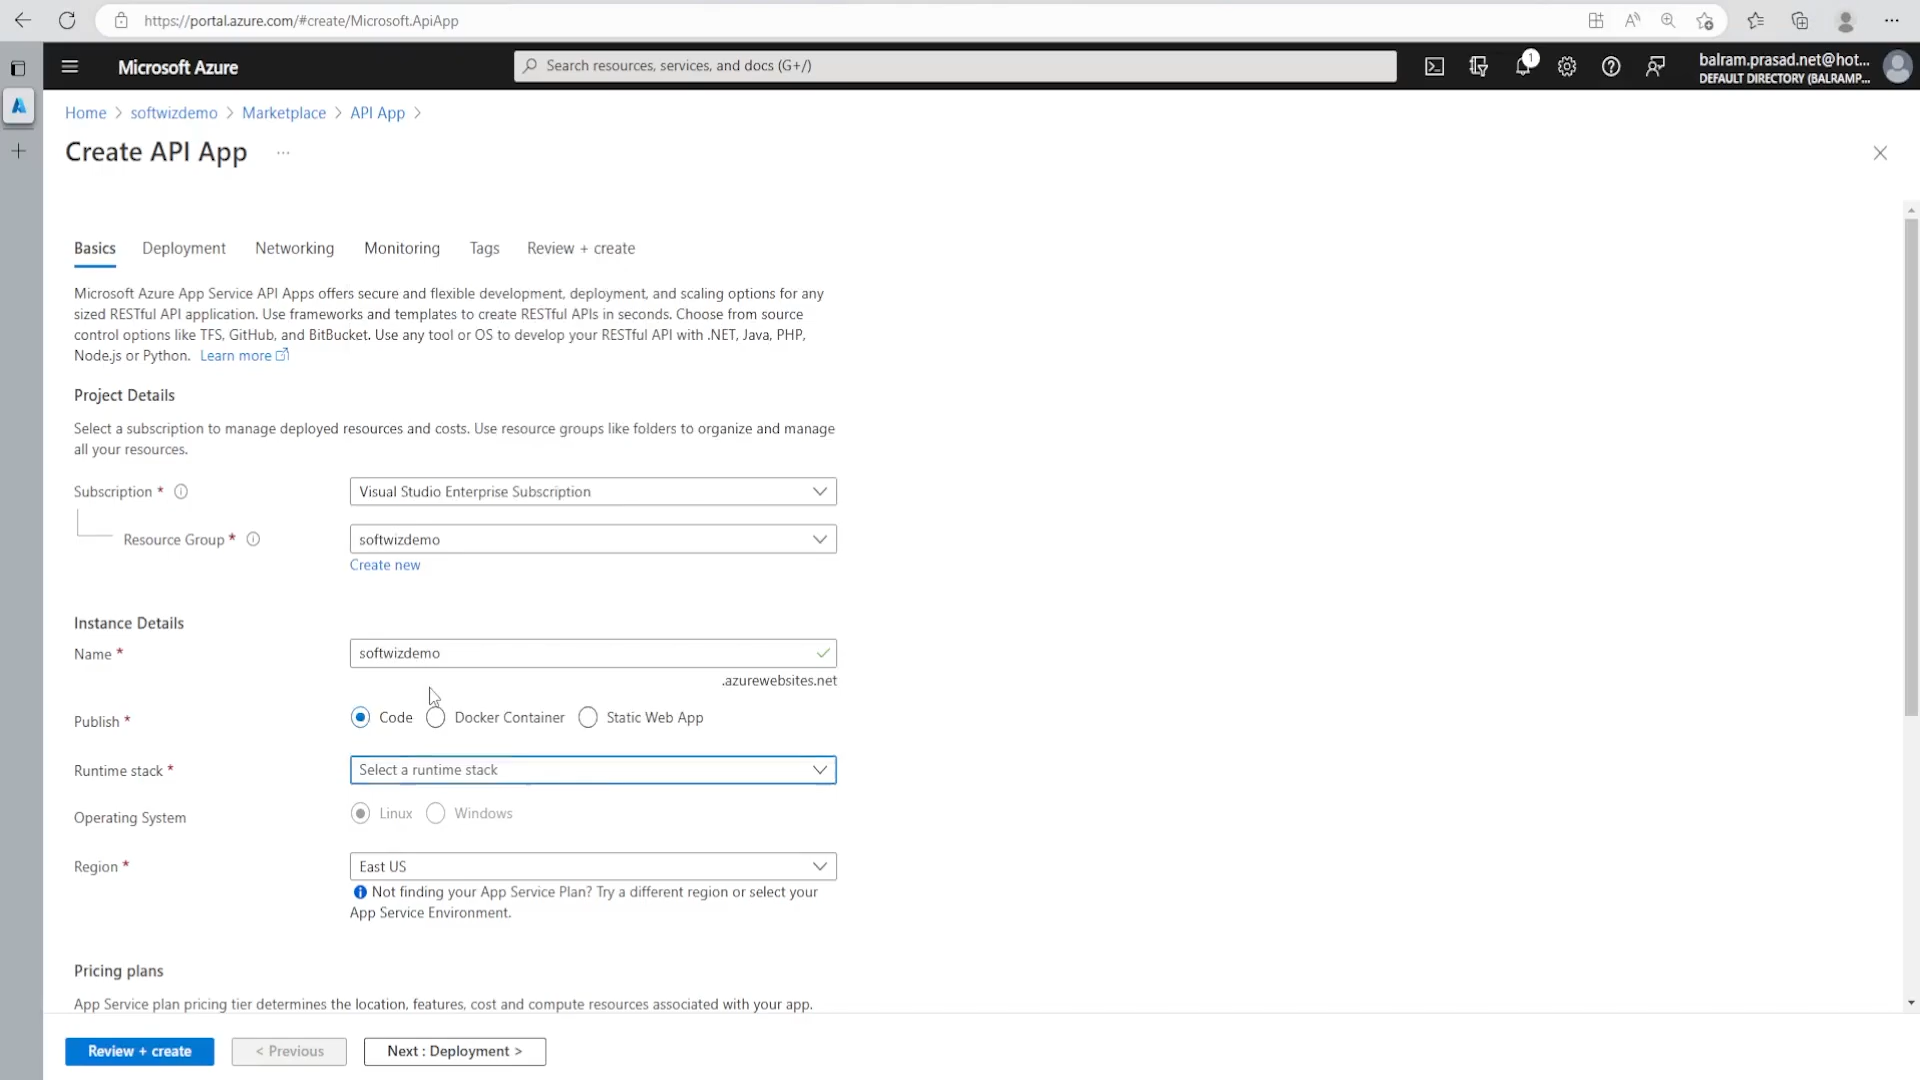 https://portal.azure.com/#create/Microsoft.ApiApp
Microsoft Azure
Search resources, services, and docs (G+/)
1
balram.prasad.net@hot...
DEFAULT DIRECTORY (BALRAMP...
Home > softwizdemo > Marketplace > API App >
Create API App ...
Basics Deployment Networking Monitoring Tags Review + create
Microsoft Azure App Service API Apps offers secure and flexible development, deployment, and scaling options for any
sized RESTful API application. Use frameworks and templates to create RESTful APIs in seconds. Choose from source
control options like TFS, GitHub, and BitBucket. Use any tool or OS to develop your RESTful API with .NET, Java, PHP,
Node.js or Python. Learn more
Project Details
Select a subscription to manage deployed resources and costs. Use resource groups like folders to organize and manage
all your resources.
Subscription * Visual Studio Enterprise Subscription
Resource Group * softwizdemo
Create new
Instance Details
Name * softwizdemo
.azurewebsites.net
Publish * Code Docker Container Static Web App
Runtime stack * Select a runtime stack
Operating System Linux Windows
Region * East US
Not finding your App Service Plan? Try a different region or select your
App Service Environment.
Pricing plans
App Service plan pricing tier determines the location, features, cost and compute resources associated with your app.
Review + create < Previous Next : Deployment >